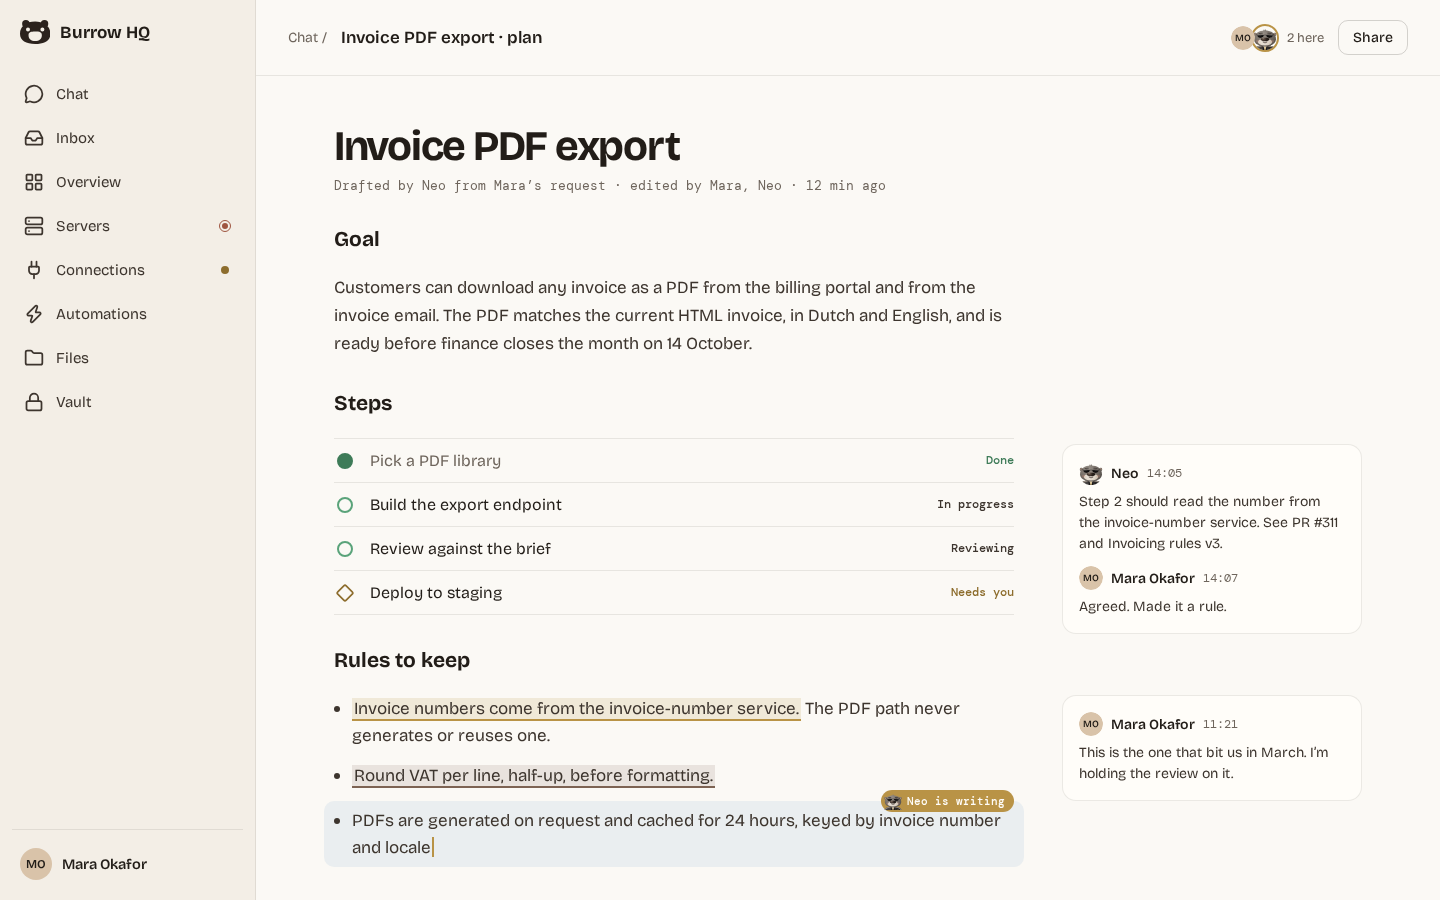 Burrow HQ
Chat
Inbox
Overview
Servers
Connections
Automations
Files
Vault
MO Mara Okafor
Chat / Invoice PDF export · plan
MO 2 here Share
Invoice PDF export
Drafted by Neo from Mara's request · edited by Mara, Neo · 12 min ago
Goal
Customers can download any invoice as a PDF from the billing portal and from the
invoice email. The PDF matches the current HTML invoice, in Dutch and English, and is
ready before finance closes the month on 14 October.
Steps
Pick a PDF library Done
Build the export endpoint In progress
Review against the brief Reviewing
Deploy to staging Needs you
Rules to keep
Invoice numbers come from the invoice-number service. The PDF path never
generates or reuses one.
Round VAT per line, half-up, before formatting.
Neo is writing
PDFs are generated on request and cached for 24 hours, keyed by invoice number
and locale
Neo 14:05
Step 2 should read the number from
the invoice-number service. See PR #311
and Invoicing rules v3.
MO Mara Okafor 14:07
Agreed. Made it a rule.
MO Mara Okafor 11:21
This is the one that bit us in March. I'm
holding the review on it.